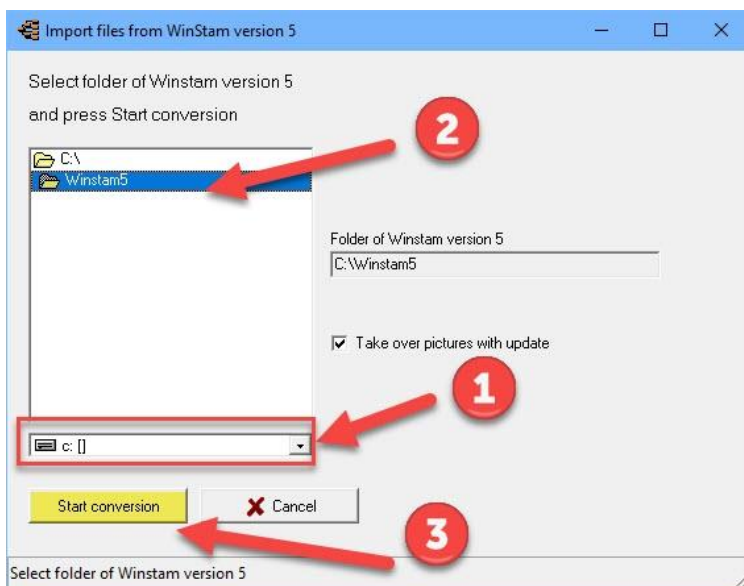 Import files from WinStam version 5
Select folder of Winstam version 5
and press Start conversion
2
C:\
Winstam5
Folder of Winstam version 5
C:\Winstam5
Take over pictures with update
1
c: []
Start conversion
Cancel
3
Select folder of Winstam version 5